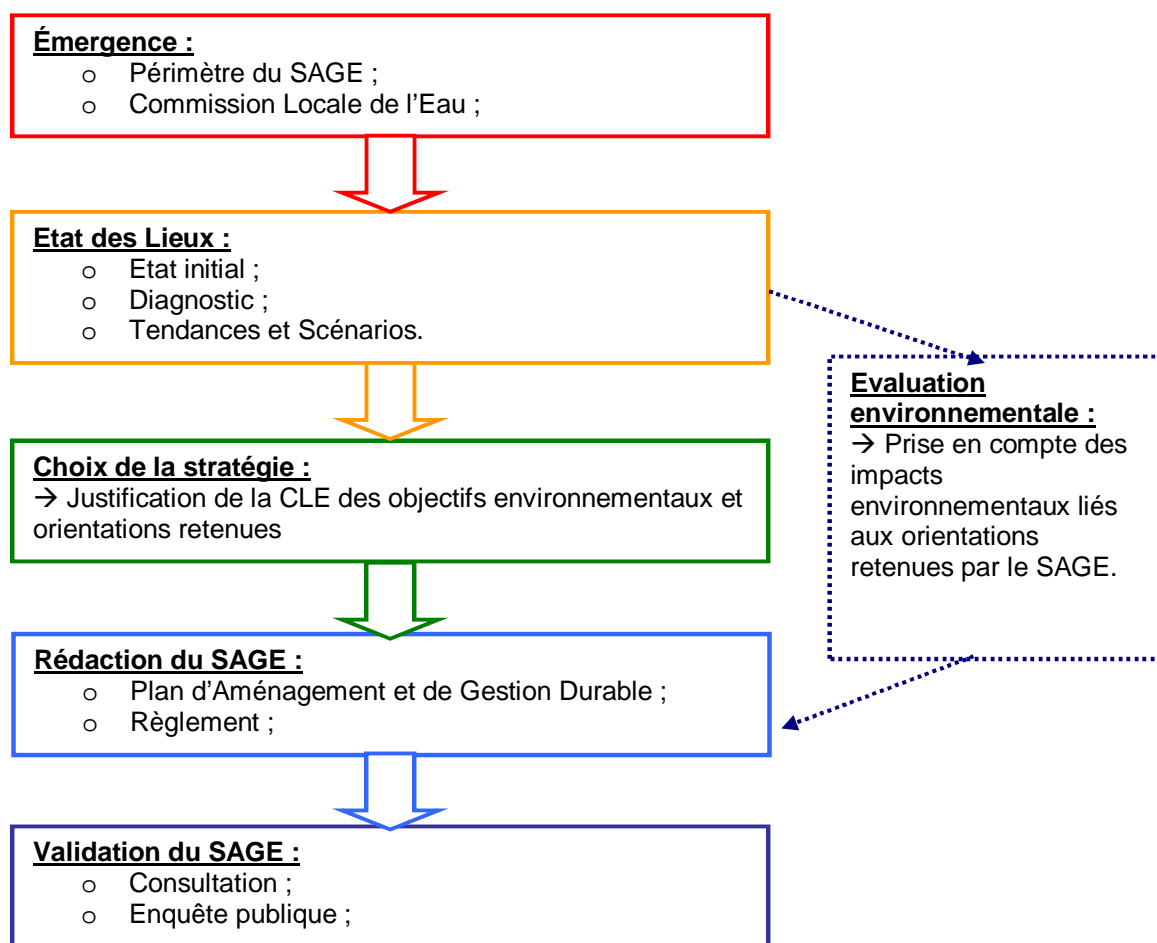 Émergence :
o Périmètre du SAGE ;
o Commission Locale de l'Eau ;
Etat des Lieux :
o Etat initial ;
o Diagnostic ;
o Tendances et Scénarios.
Choix de la stratégie :
→ Justification de la CLE des objectifs environnementaux et
orientations retenues
Evaluation
environnementale :
→ Prise en compte des
impacts
environnementaux liés
aux orientations
retenues par le SAGE.
Rédaction du SAGE :
o Plan d'Aménagement et de Gestion Durable ;
o Règlement ;
Validation du SAGE :
o Consultation ;
o Enquête publique ;